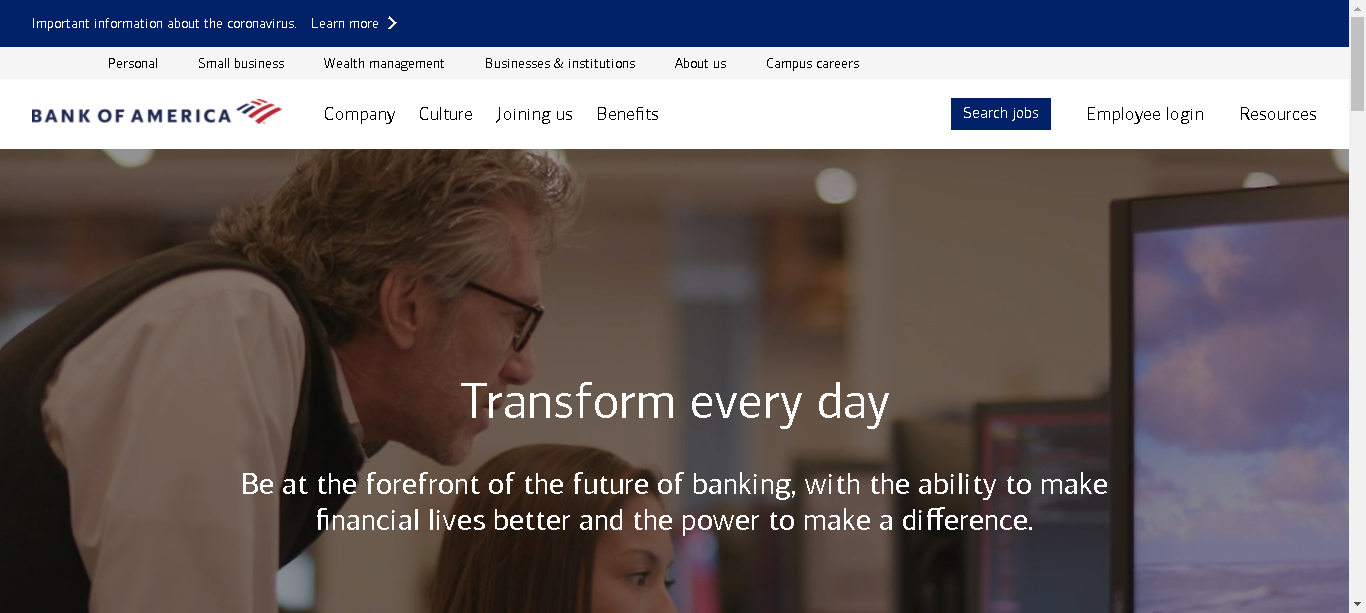 Important information about the coronavirus. Learn more
Personal Small business Wealth management Businesses & institutions About us Campus careers
BANK OF AMERICA Company Culture Joining us Benefits Search jobs Employee login Resources
Transform every day
Be at the forefront of the future of banking, with the ability to make
financial lives better and the power to make a difference.